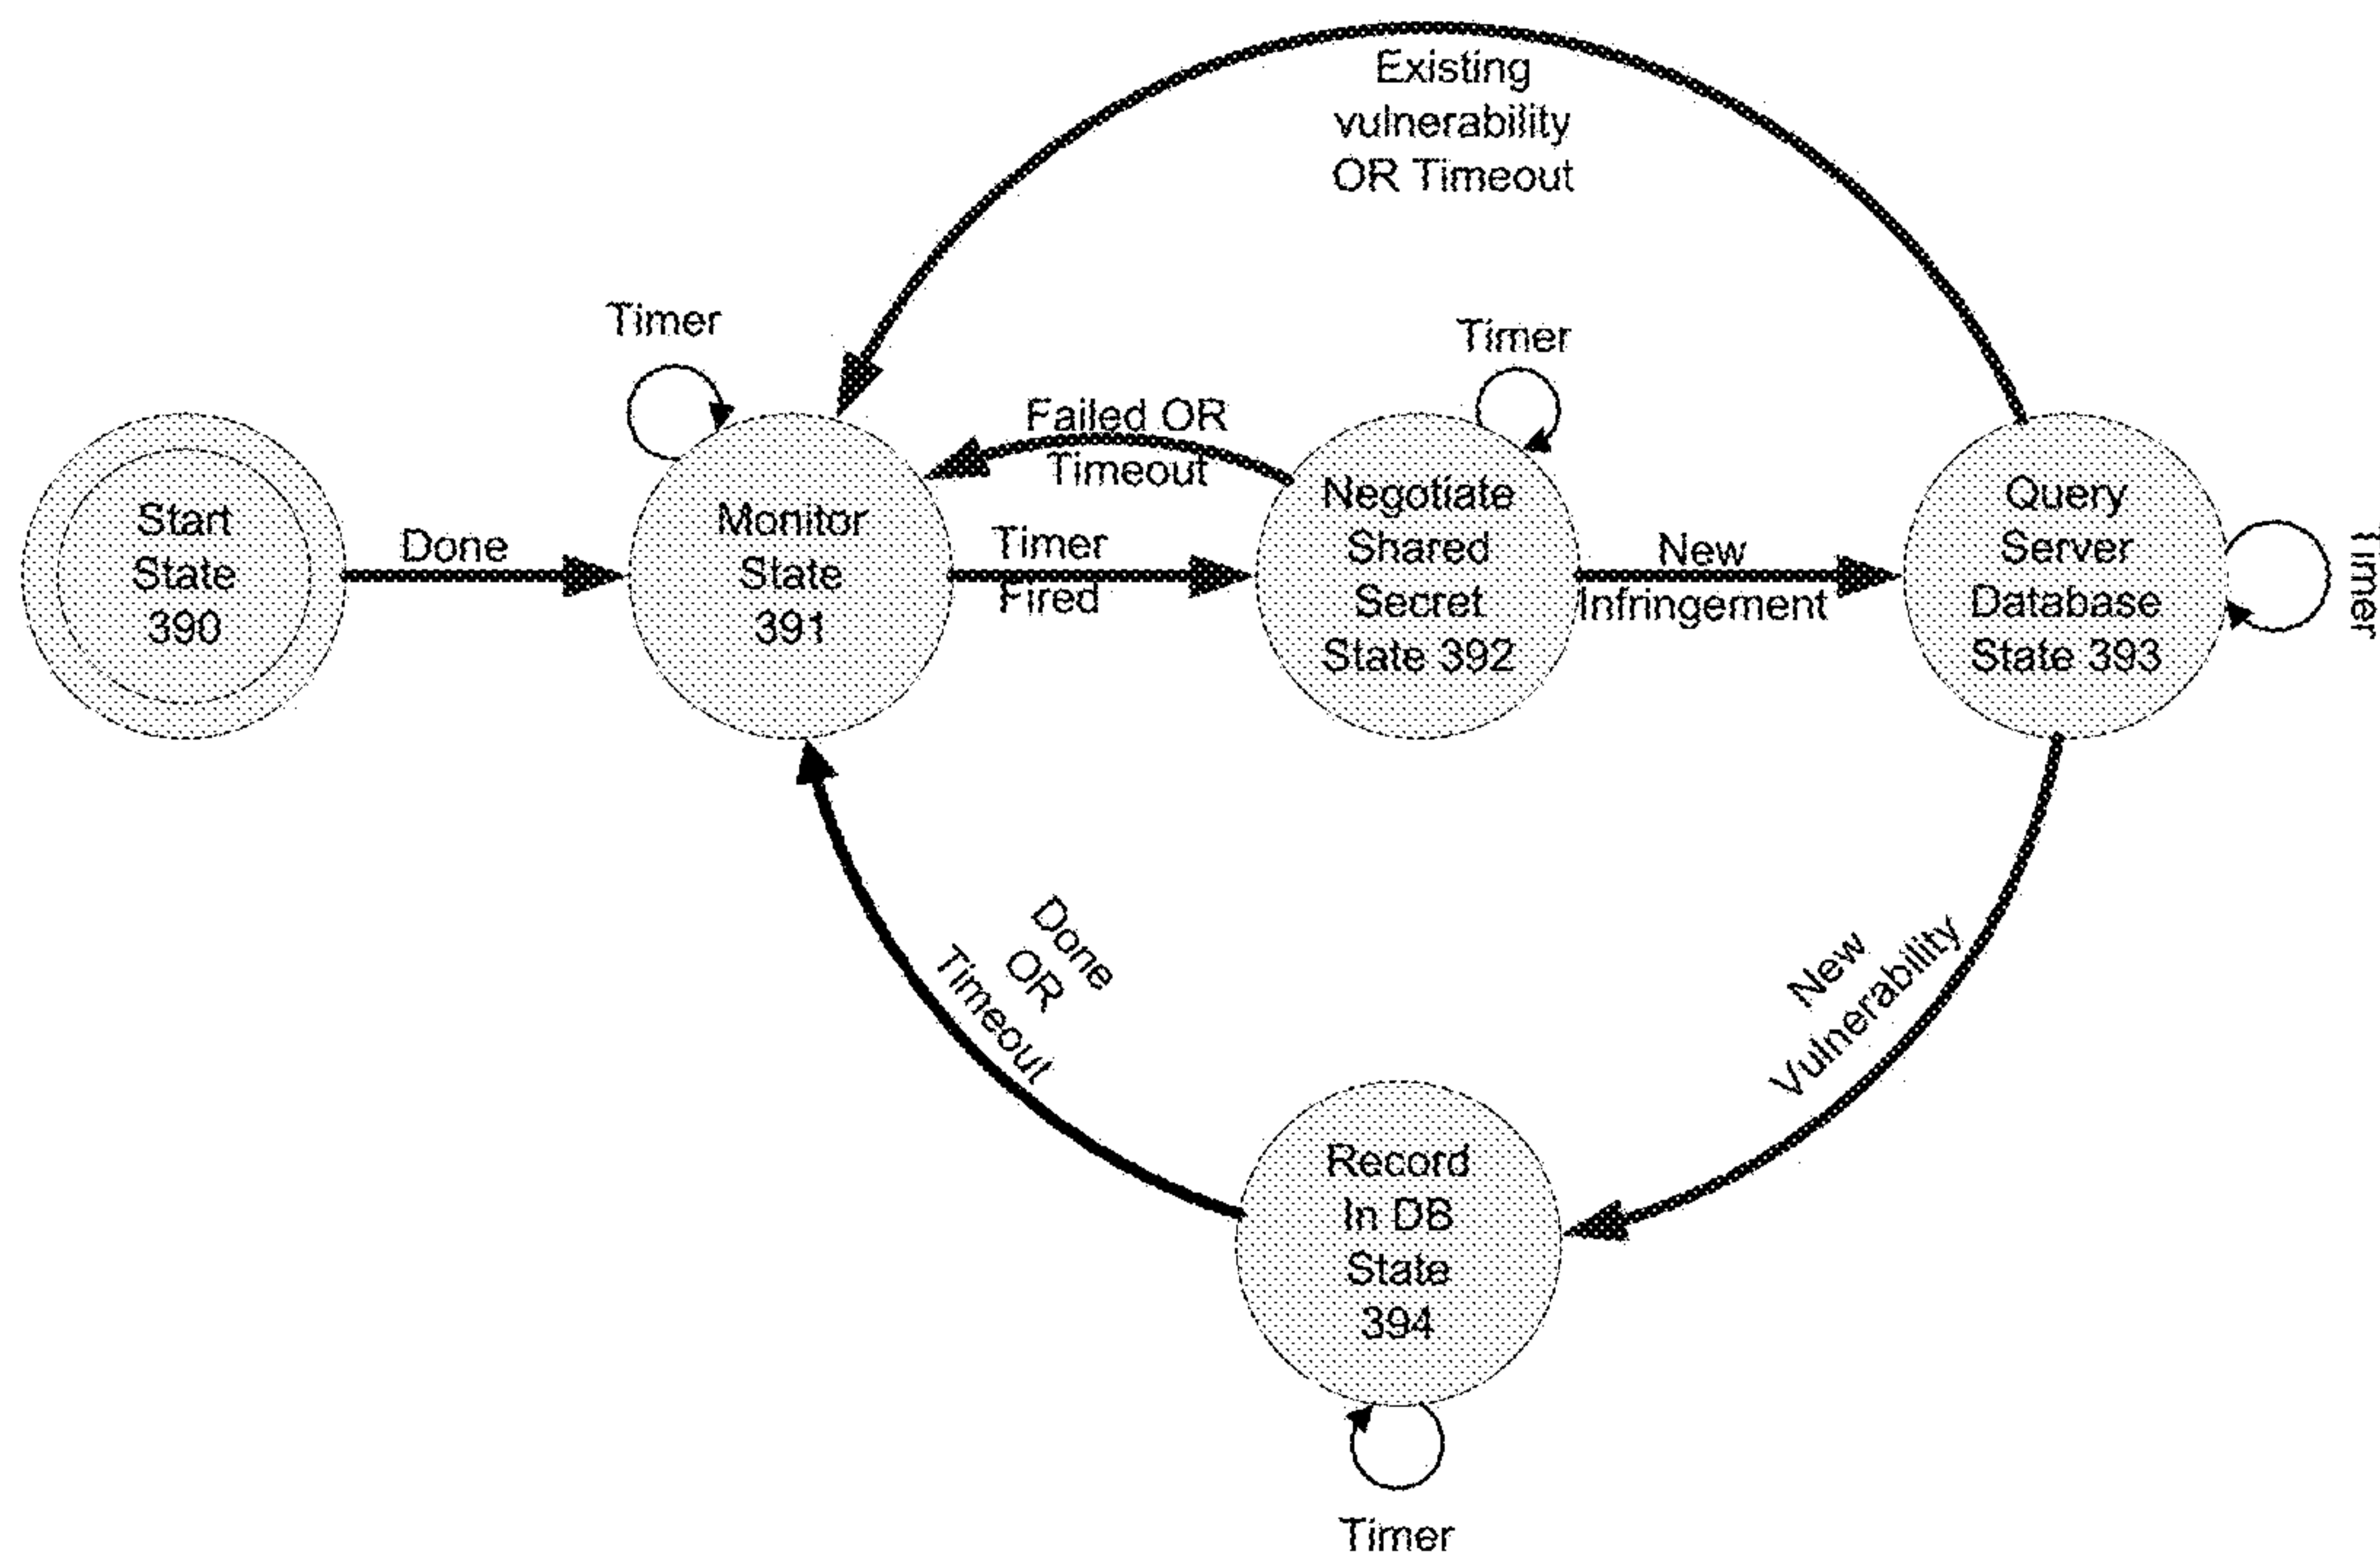 Existing
vulnerability
OR Timeout
Timer
Timer
Failed OR
Timeout
Start
State
390
Done
Monitor
State
391
Timer
Fired
Negotiate
Shared
Secret
State 392
New
Infringement
Query
Server
Database
State 393
Timer
Done
OR
Timeout
New
Vulnerability
Record
In DB
State
394
Timer